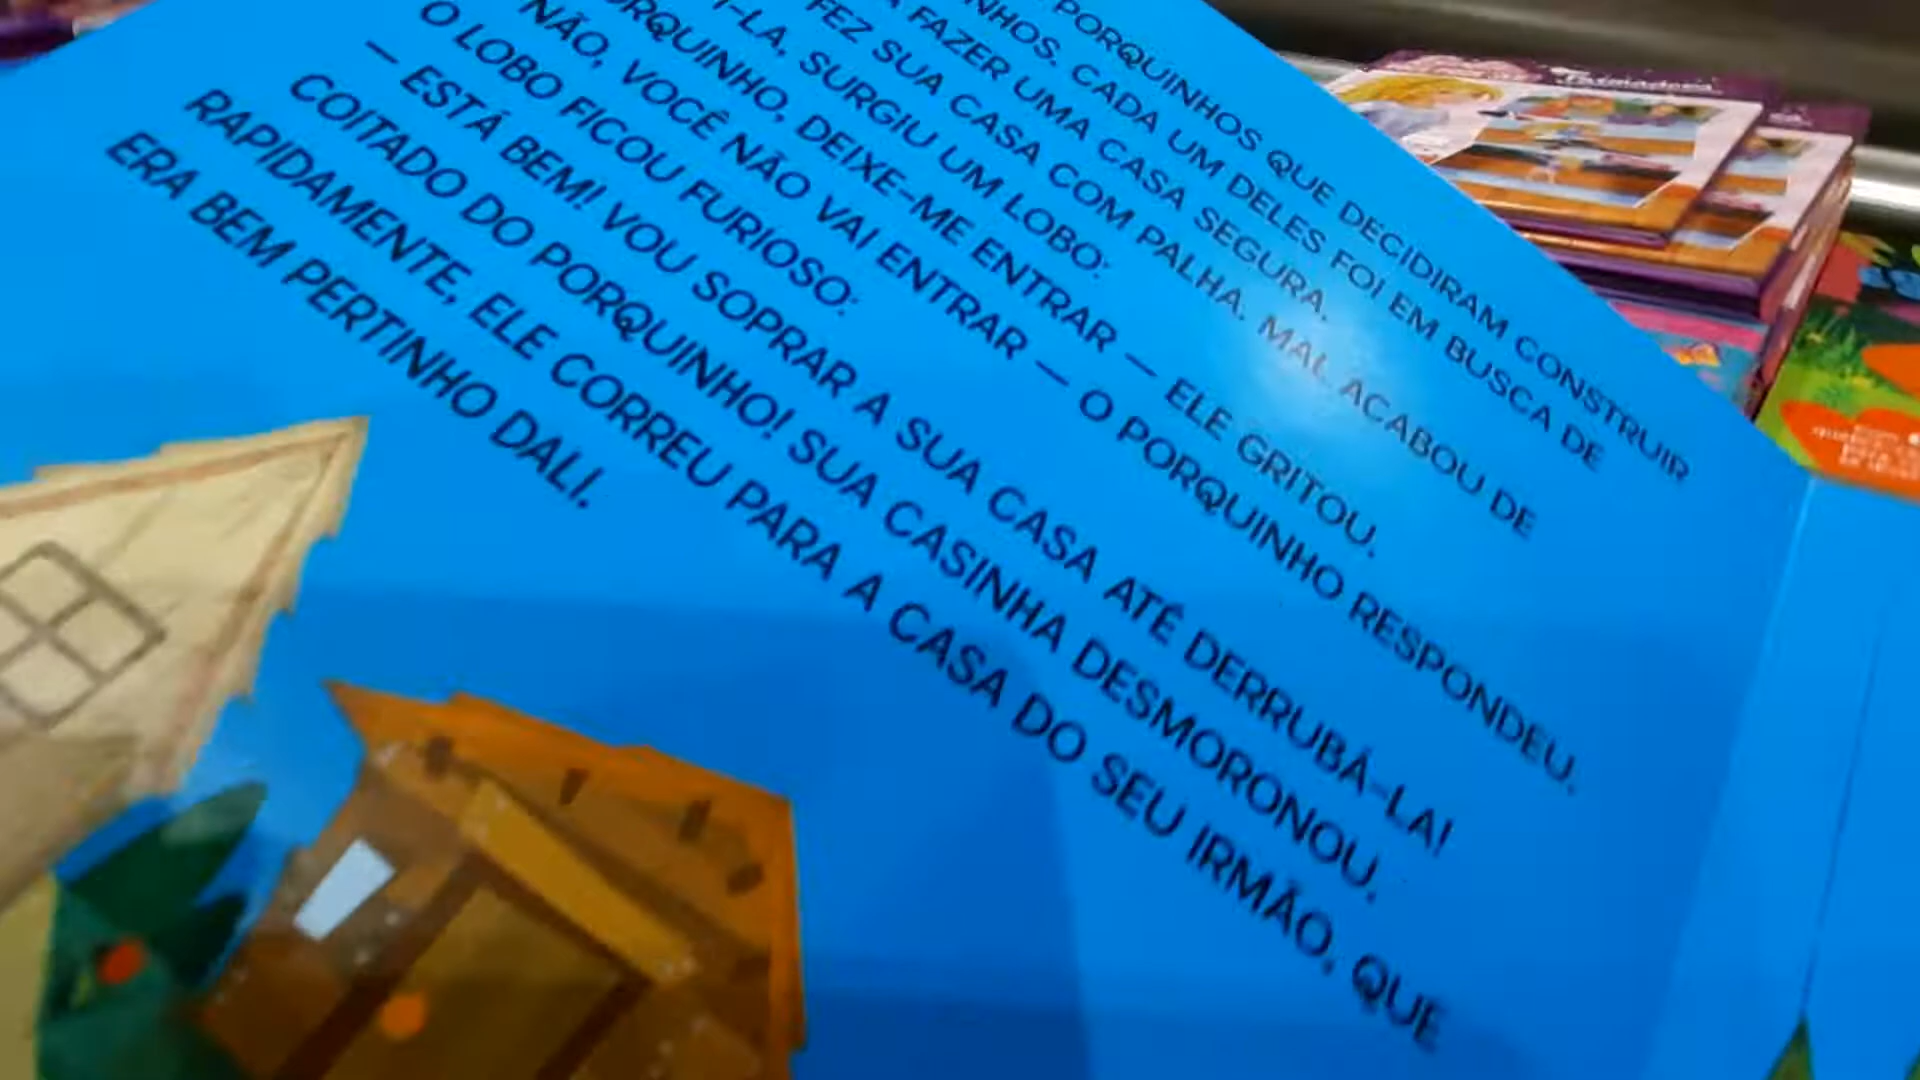 PORQUINHOS QUE DECIDIRAM CONSTRUIR
NHOS. CADA UM DELES FOI EM BUSCA DE
A FAZER UMA CASA SEGURA.
FEZ SUA CASA COM PALHA. MAL ACABOU DE
I-LA, SURGIU UM LOBO:
ORQUINHO, DEIXE-ME ENTRAR — ELE GRITOU.
NÃO, VOCÊ NÃO VAI ENTRAR — O PORQUINHO RESPONDEU.
O LOBO FICOU FURIOSO:
— ESTÁ BEM! VOU SOPRAR A SUA CASA ATÉ DERRUBÁ-LA!
COITADO DO PORQUINHO! SUA CASINHA DESMORONOU.
RAPIDAMENTE, ELE CORREU PARA A CASA DO SEU IRMÃO, QUE
ERA BEM PERTINHO DALI.